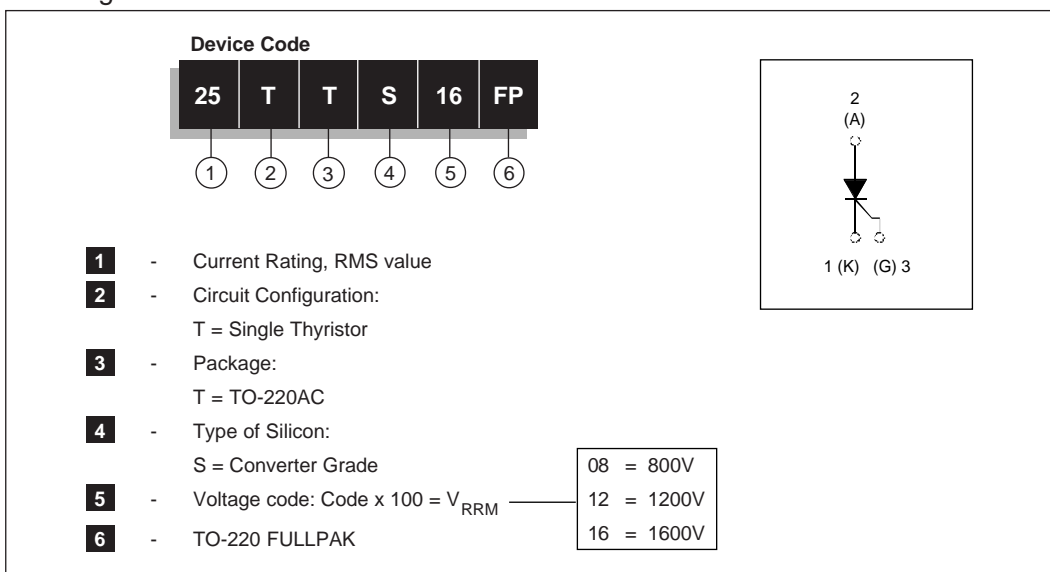 Device Code
25 T T S 16 FP
1 2 3 4 5 6
2
(A)
1 (K) (G) 3
1 - Current Rating, RMS value
2 - Circuit Configuration:
T = Single Thyristor
3 - Package:
T = TO-220AC
4 - Type of Silicon:
S = Converter Grade
5 - Voltage code: Code x 100 = VRRM
6 - TO-220 FULLPAK
08 = 800V
12 = 1200V
16 = 1600V